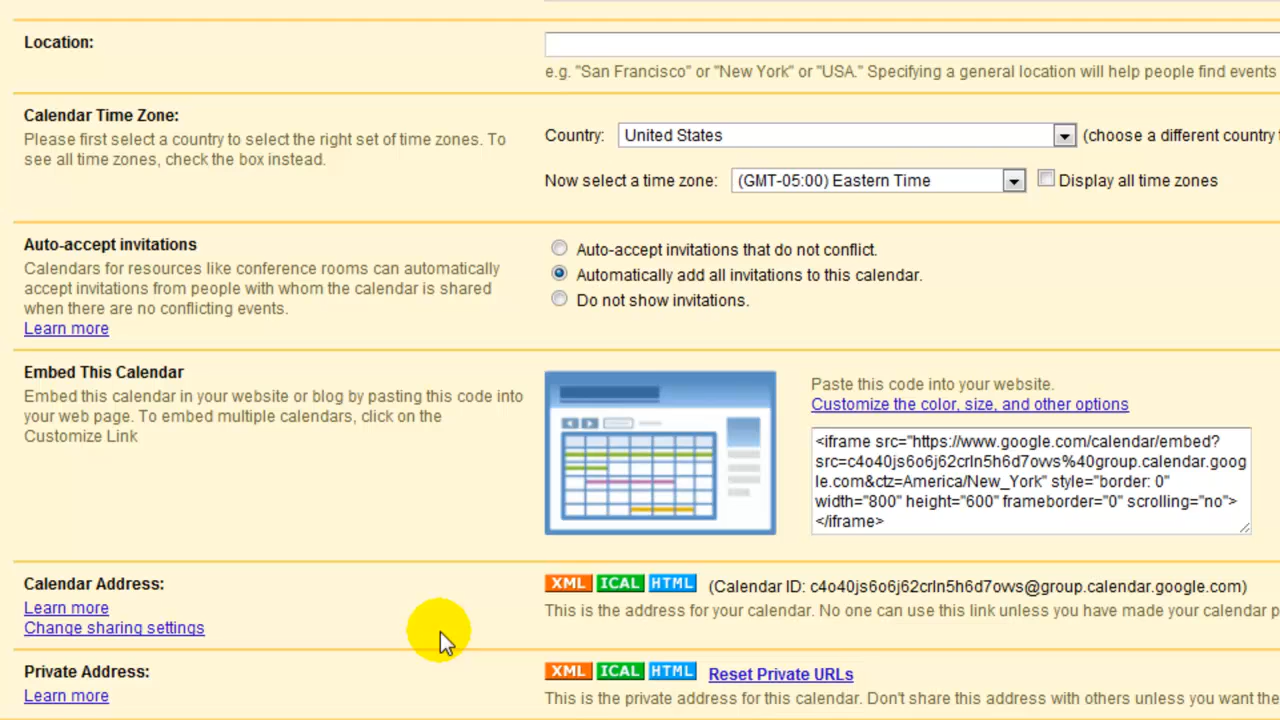 Location:
e.g. "San Francisco" or "New York" or "USA." Specifying a general location will help people find events
Calendar Time Zone:
Please first select a country to select the right set of time zones. To
see all time zones, check the box instead.
Country: United States (choose a different country
Now select a time zone: (GMT-05:00) Eastern Time Display all time zones
Auto-accept invitations
Calendars for resources like conference rooms can automatically
accept invitations from people with whom the calendar is shared
when there are no conflicting events.
Learn more
Auto-accept invitations that do not conflict.
Automatically add all invitations to this calendar.
Do not show invitations.
Embed This Calendar
Embed this calendar in your website or blog by pasting this code into
your web page. To embed multiple calendars, click on the
Customize Link
Paste this code into your website.
Customize the color, size, and other options
<iframe src="https://www.google.com/calendar/embed?
src=c4o40js6o6j62crln5h6d7ovvs%40group.calendar.goog
le.com&ctz=America/New_York" style="border: 0"
width="800" height="600" frameborder="0" scrolling="no">
</iframe>
Calendar Address:
Learn more
Change sharing settings
XML ICAL HTML (Calendar ID: c4o40js6o6j62crln5h6d7ovvs@group.calendar.google.com)
This is the address for your calendar. No one can use this link unless you have made your calendar p
Private Address:
Learn more
XML ICAL HTML Reset Private URLs
This is the private address for this calendar. Don't share this address with others unless you want the